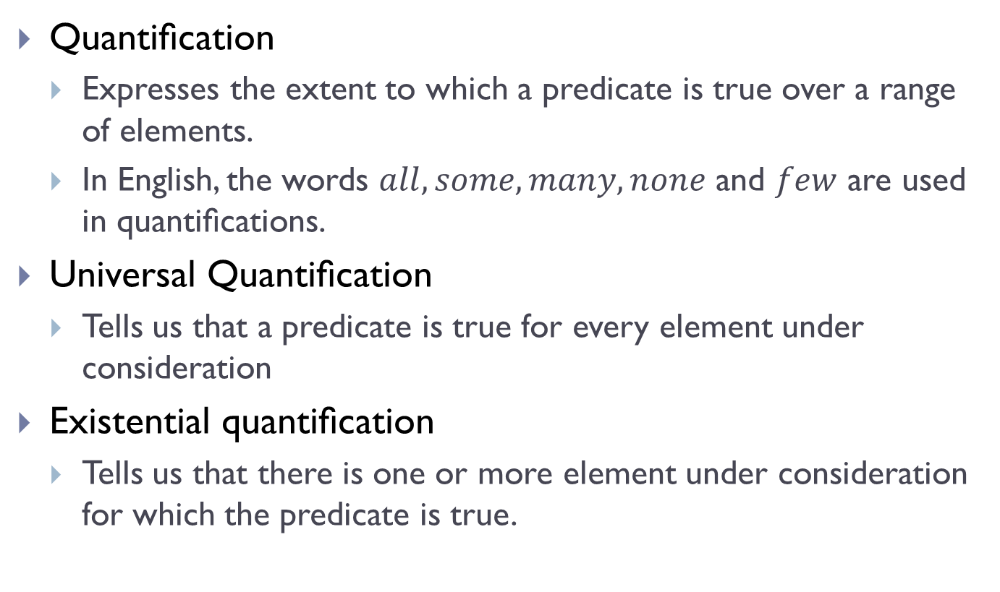 Quantification
Expresses the extent to which a predicate is true over a range
of elements.
In English, the words all, some, many, none and few are used
in quantifications.
Universal Quantification
Tells us that a predicate is true for every element under
consideration
Existential quantification
Tells us that there is one or more element under consideration
for which the predicate is true.